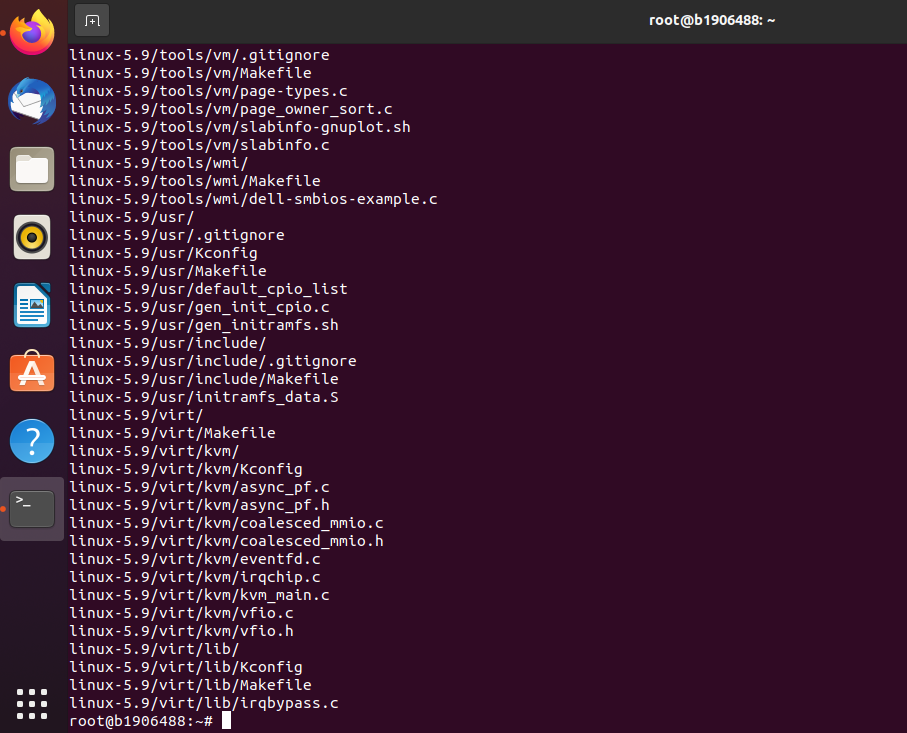 root@b1906488: ~
linux-5.9/tools/vm/.gitignore
linux-5.9/tools/vm/Makefile
linux-5.9/tools/vm/page-types.c
linux-5.9/tools/vm/page_owner_sort.c
linux-5.9/tools/vm/slabinfo-gnuplot.sh
linux-5.9/tools/vm/slabinfo.c
linux-5.9/tools/wmi/
linux-5.9/tools/wmi/Makefile
linux-5.9/tools/wmi/dell-smbios-example.c
linux-5.9/usr/
linux-5.9/usr/.gitignore
linux-5.9/usr/Kconfig
linux-5.9/usr/Makefile
linux-5.9/usr/default_cpio_list
linux-5.9/usr/gen_init_cpio.c
linux-5.9/usr/gen_initramfs.sh
linux-5.9/usr/include/
linux-5.9/usr/include/.gitignore
linux-5.9/usr/include/Makefile
linux-5.9/usr/initramfs_data.S
linux-5.9/virt/
linux-5.9/virt/Makefile
linux-5.9/virt/kvm/
linux-5.9/virt/kvm/Kconfig
linux-5.9/virt/kvm/async_pf.c
linux-5.9/virt/kvm/async_pf.h
linux-5.9/virt/kvm/coalesced_mmio.c
linux-5.9/virt/kvm/coalesced_mmio.h
linux-5.9/virt/kvm/eventfd.c
linux-5.9/virt/kvm/irqchip.c
linux-5.9/virt/kvm/kvm_main.c
linux-5.9/virt/kvm/vfio.c
linux-5.9/virt/kvm/vfio.h
linux-5.9/virt/lib/
linux-5.9/virt/lib/Kconfig
linux-5.9/virt/lib/Makefile
linux-5.9/virt/lib/irqbypass.c
root@b1906488:~#